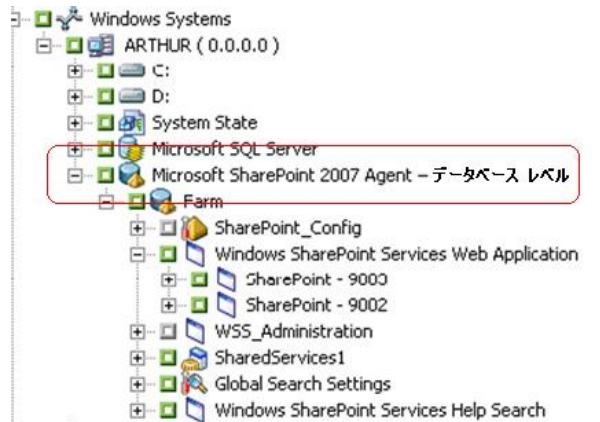 Windows Systems
ARTHUR ( 0.0.0.0 )
C:
D:
System State
Microsoft SQL Server
Microsoft SharePoint 2007 Agent – データベース レベル
Farm
SharePoint_Config
Windows SharePoint Services Web Application
SharePoint - 9003
SharePoint - 9002
WSS_Administration
SharedServices1
Global Search Settings
Windows SharePoint Services Help Search